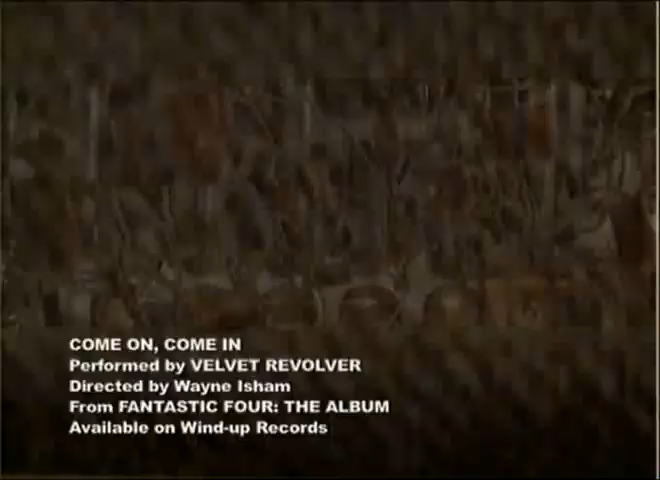 COME ON, COME IN
Performed by VELVET REVOLVER
Directed by Wayne Isham
From FANTASTIC FOUR: THE ALBUM
Available on Wind-up Records